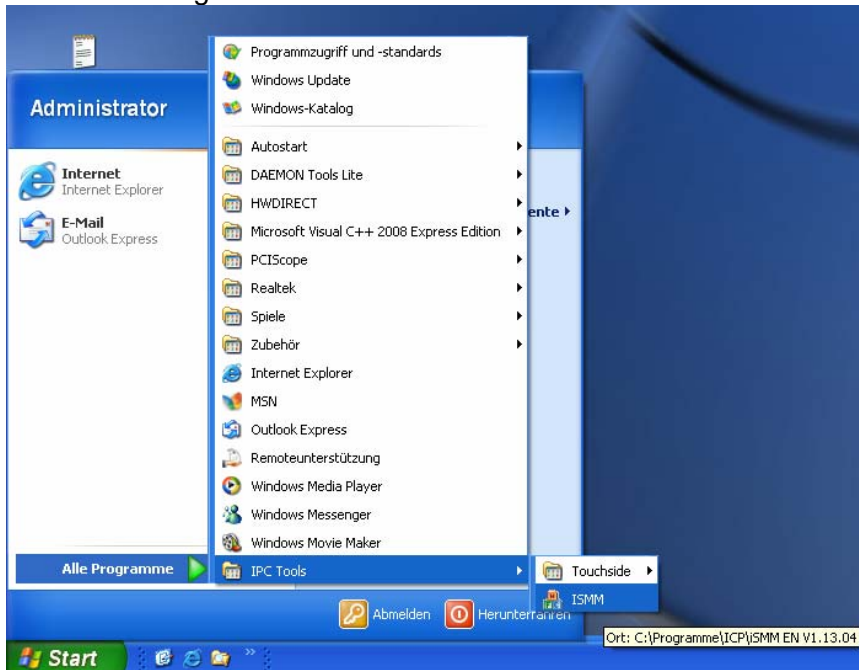 Administrator
Internet
Internet Explorer
E-Mail
Outlook Express
Alle Programme
Programmzugriff und -standards
Windows Update
Windows-Katalog
Autostart
DAEMON Tools Lite
HWDIRECT
Microsoft Visual C++ 2008 Express Edition
PCIScope
Realtek
Spiele
Zubehör
Internet Explorer
MSN
Outlook Express
Remoteunterstützung
Windows Media Player
Windows Messenger
Windows Movie Maker
IPC Tools
ente
Touchside
ISMM
Abmelden
Herunterfahren
Ort: C:\Programme\ICP\iSMM EN V1.13.04
Start